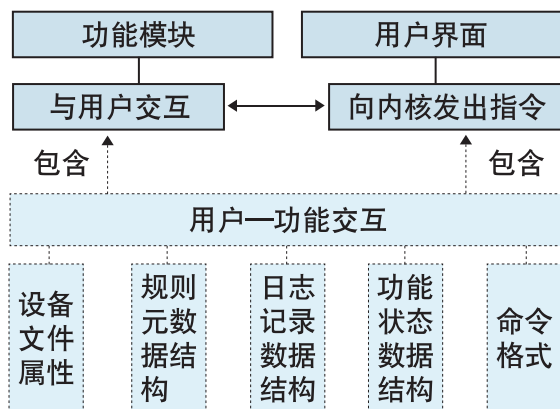 功能模块
用户界面
与用户交互
向内核发出指令
包含
包含
用户—功能交互
设备
文件
属性
规则
元数
据结
构
日志
记录
数据
结构
功能
状态
数据
结构
命令
格式